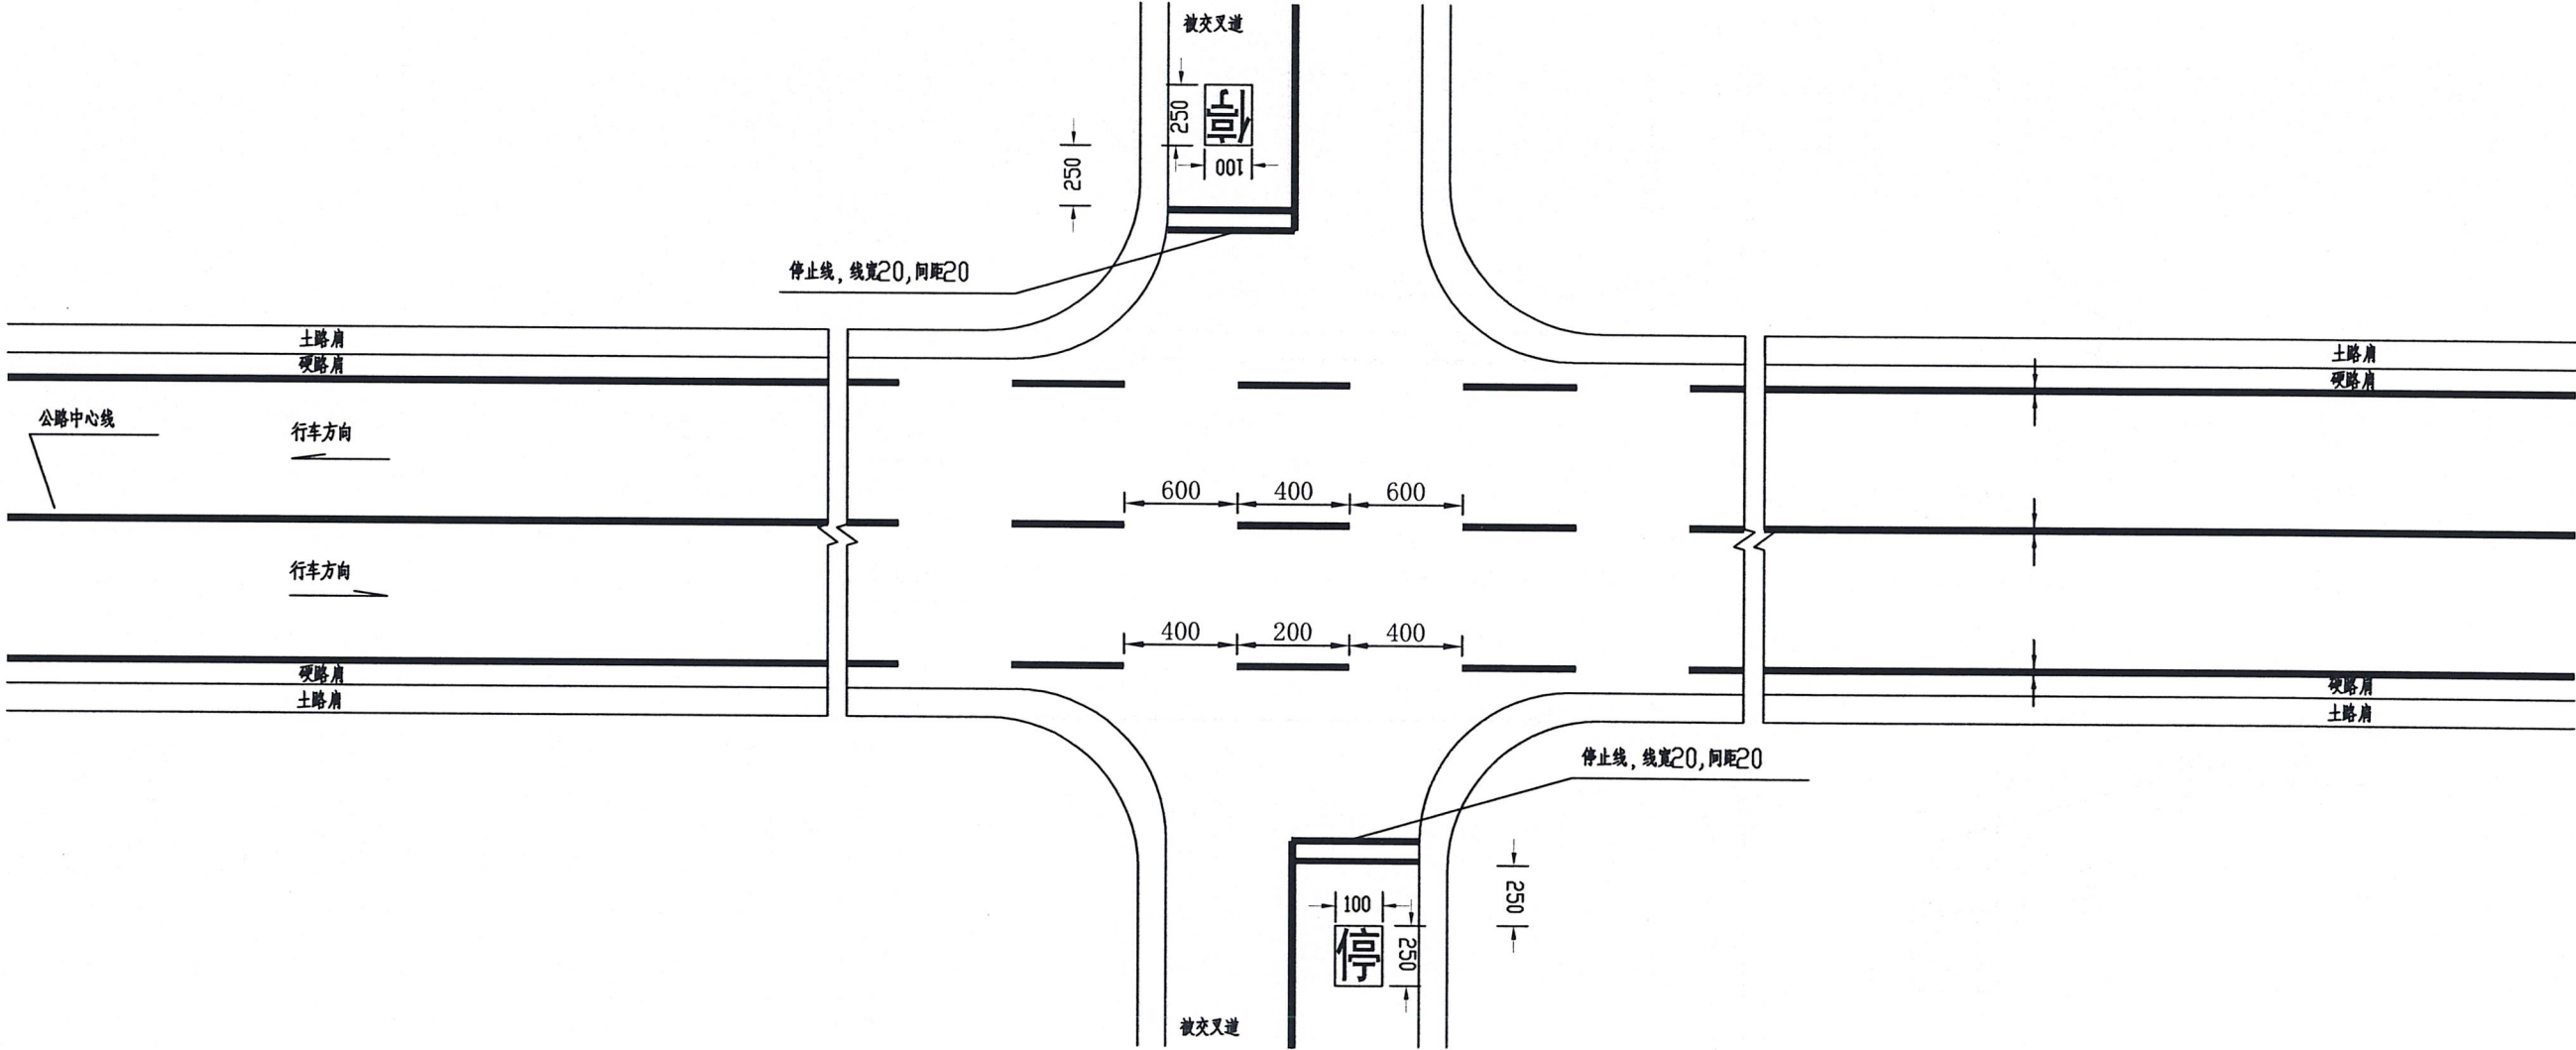 被交叉道
250
停
100
250
停止线，线宽20,间距20
土路肩
硬路肩
土路肩
硬路肩
公路中心线
行车方向
600
400
600
行车方向
400
200
400
硬路肩
土路肩
硬路肩
土路肩
停止线，线宽20,间距20
250
100
停
250
被交叉道